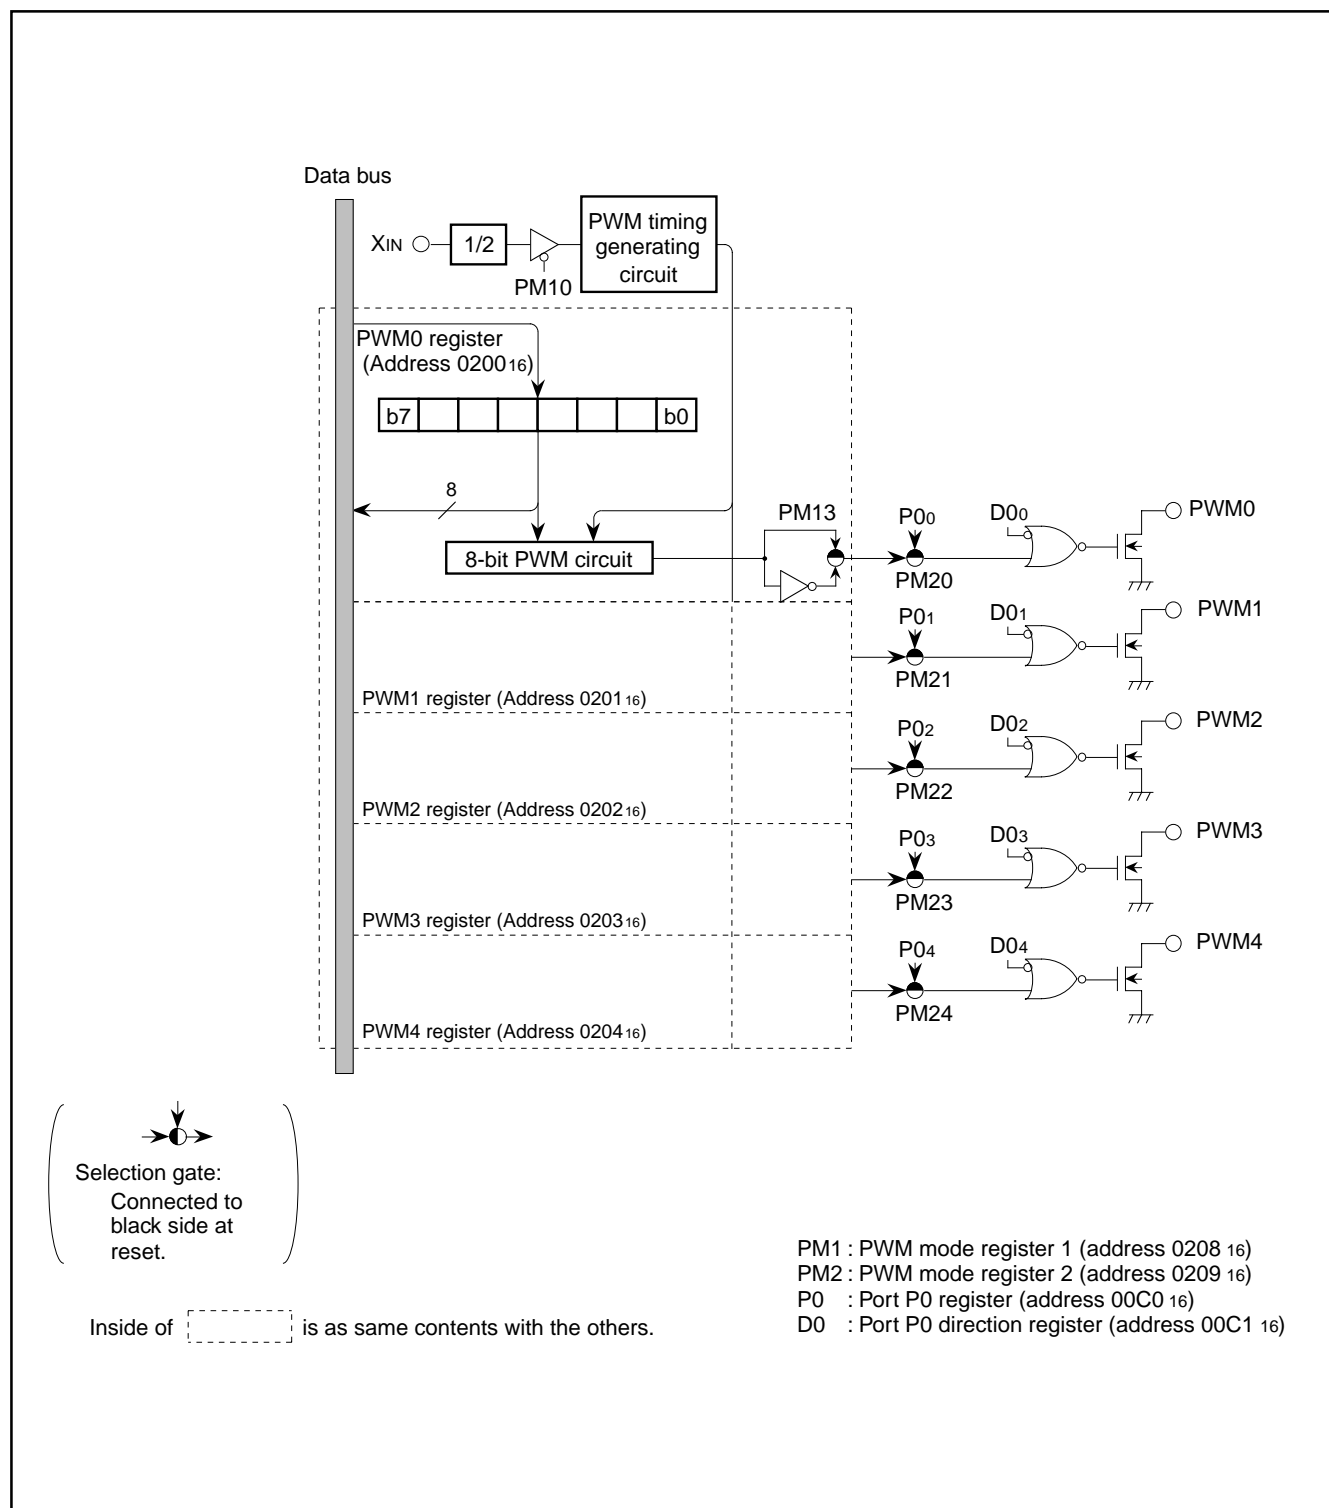 Data bus
XIN
1/2
PM10
PWM timing
generating
circuit
PWM0 register
(Address 020016)
b7
b0
8
8-bit PWM circuit
PM13
P00
PM20
D00
PWM0
P01
PM21
D01
PWM1
PWM1 register (Address 020116)
P02
PM22
D02
PWM2
PWM2 register (Address 020216)
P03
PM23
D03
PWM3
PWM3 register (Address 020316)
P04
PM24
D04
PWM4
PWM4 register (Address 020416)
Selection gate:
Connected to
black side at
reset.
Inside of is as same contents with the others.
PM1 : PWM mode register 1 (address 0208 16)
PM2 : PWM mode register 2 (address 0209 16)
P0 : Port P0 register (address 00C0 16)
D0 : Port P0 direction register (address 00C1 16)